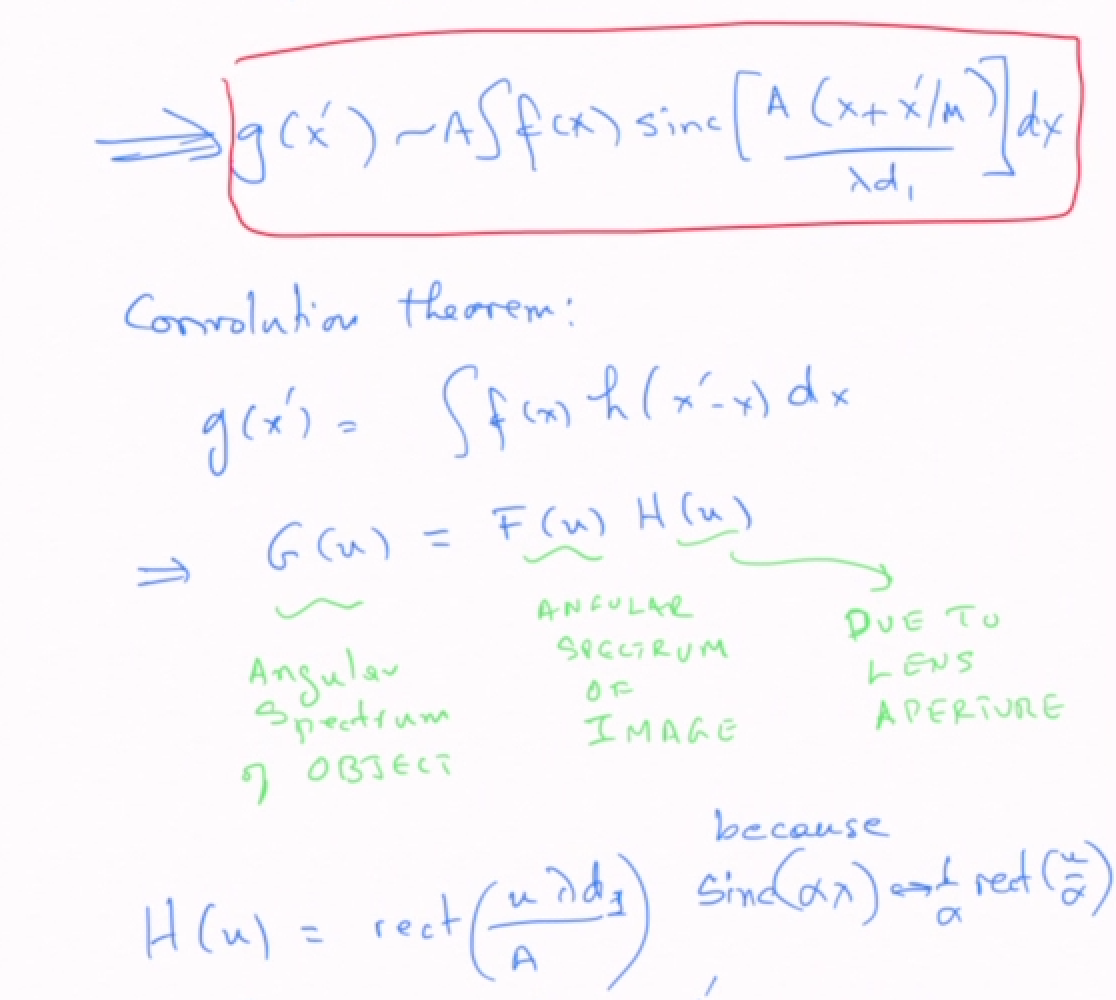 ⟹ g(x') ~ A∫f(x) sinc[A (x+x'/M) / λd₁] dx
Convolution theorem:
g(x') = ∫f(x) h(x'-x) dx
⇒ G(u) = F(u) H(u)
Angular
Spectrum
of OBJECT
ANGULAR
SPECTRUM
OF
IMAGE
DUE TO
LENS
APERTURE
because
H(u) = rect(uλd₁ / A) sinc(αx) ↔ 1/α rect(u/α)